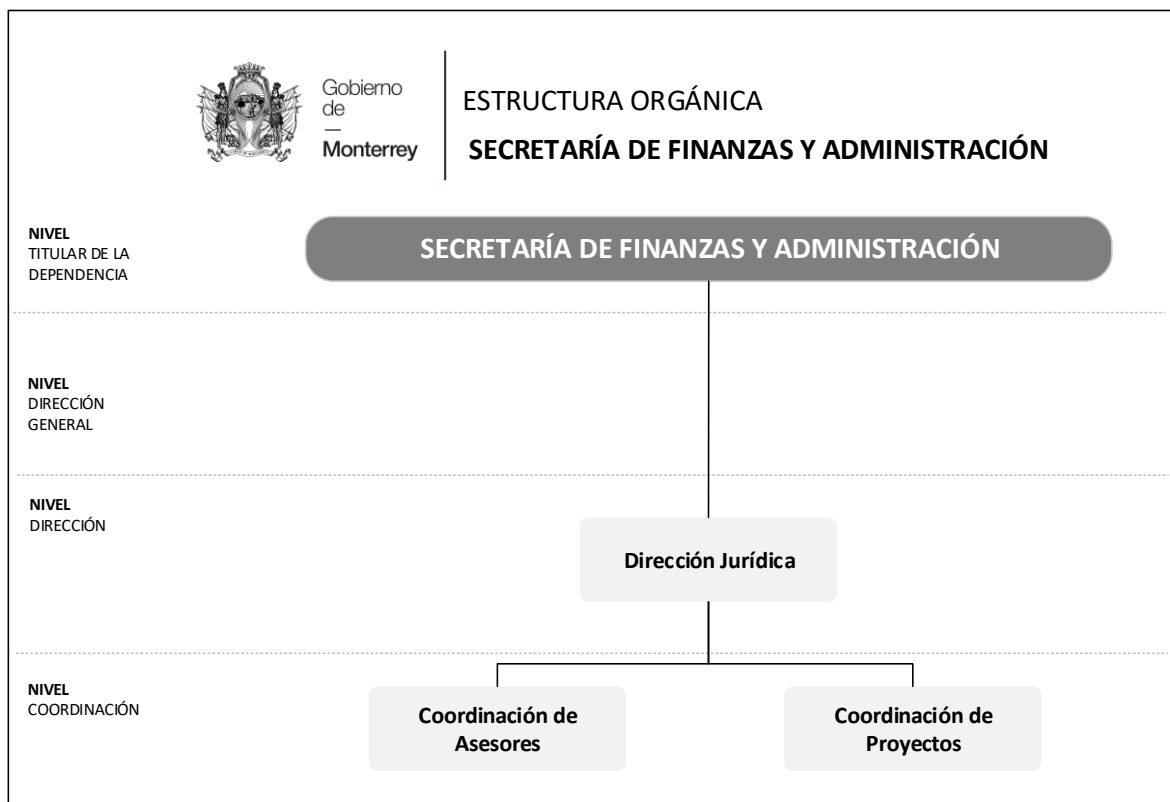 Gobierno
de
—
Monterrey
ESTRUCTURA ORGÁNICA
SECRETARÍA DE FINANZAS Y ADMINISTRACIÓN
NIVEL
TITULAR DE LA
DEPENDENCIA
SECRETARÍA DE FINANZAS Y ADMINISTRACIÓN
NIVEL
DIRECCIÓN
GENERAL
NIVEL
DIRECCIÓN
Dirección Jurídica
NIVEL
COORDINACIÓN
Coordinación de
Asesores
Coordinación de
Proyectos